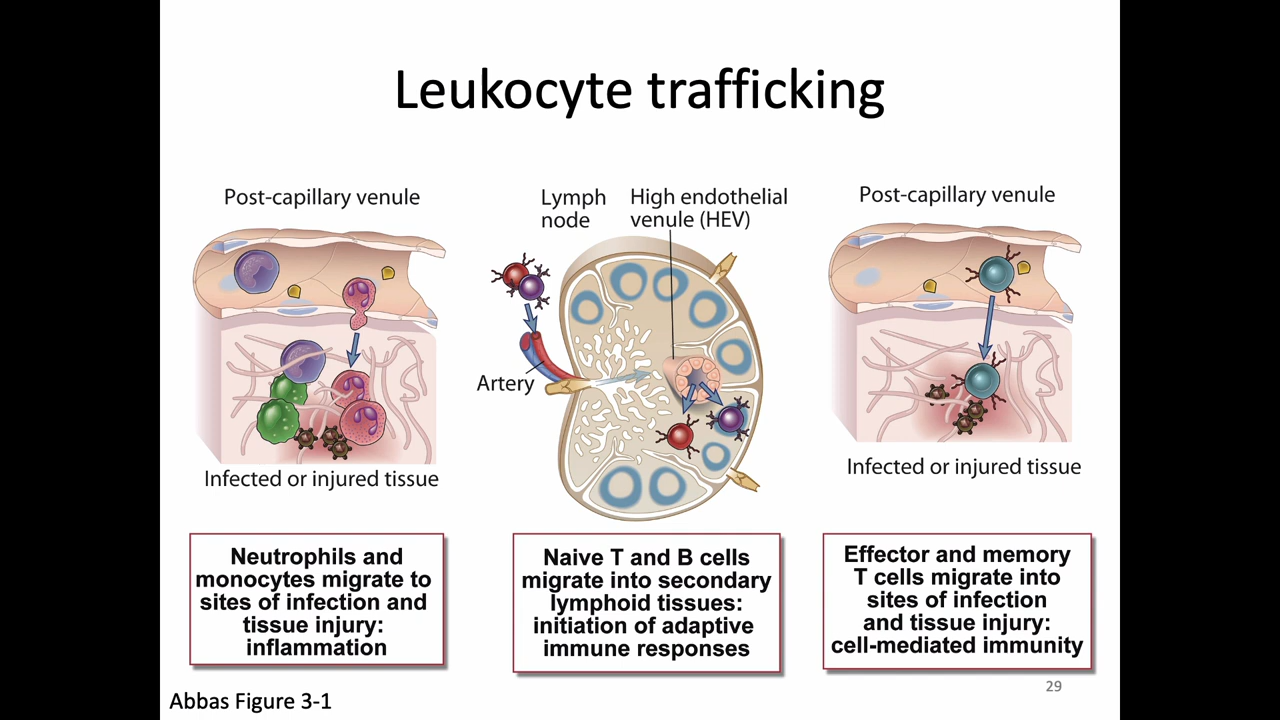 Leukocyte trafficking
Post-capillary venule
Infected or injured tissue
Neutrophils and
monocytes migrate to
sites of infection and
tissue injury:
inflammation
Lymph
node
High endothelial
venule (HEV)
Artery
Naive T and B cells
migrate into secondary
lymphoid tissues:
initiation of adaptive
immune responses
Post-capillary venule
Infected or injured tissue
Effector and memory
T cells migrate into
sites of infection
and tissue injury:
cell-mediated immunity
29
Abbas Figure 3-1